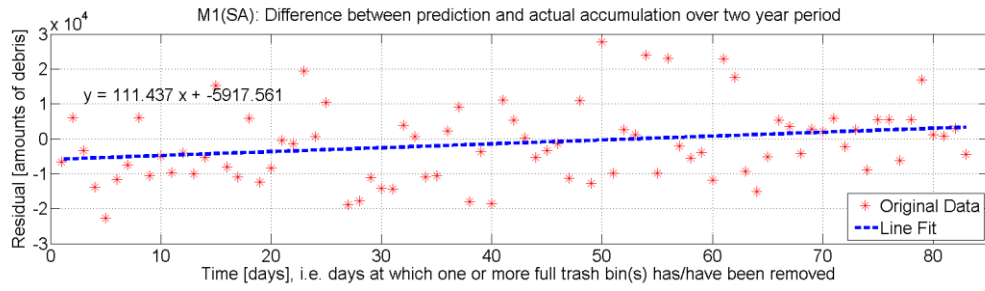 M1(SA): Difference between prediction and actual accumulation over two year period
x 10⁴
3
2
1
0
-1
-2
-3
Residual [amounts of debris]
y = 111.437 x + -5917.561
Original Data
Line Fit
0 10 20 30 40 50 60 70 80
Time [days], i.e. days at which one or more full trash bin(s) has/have been removed